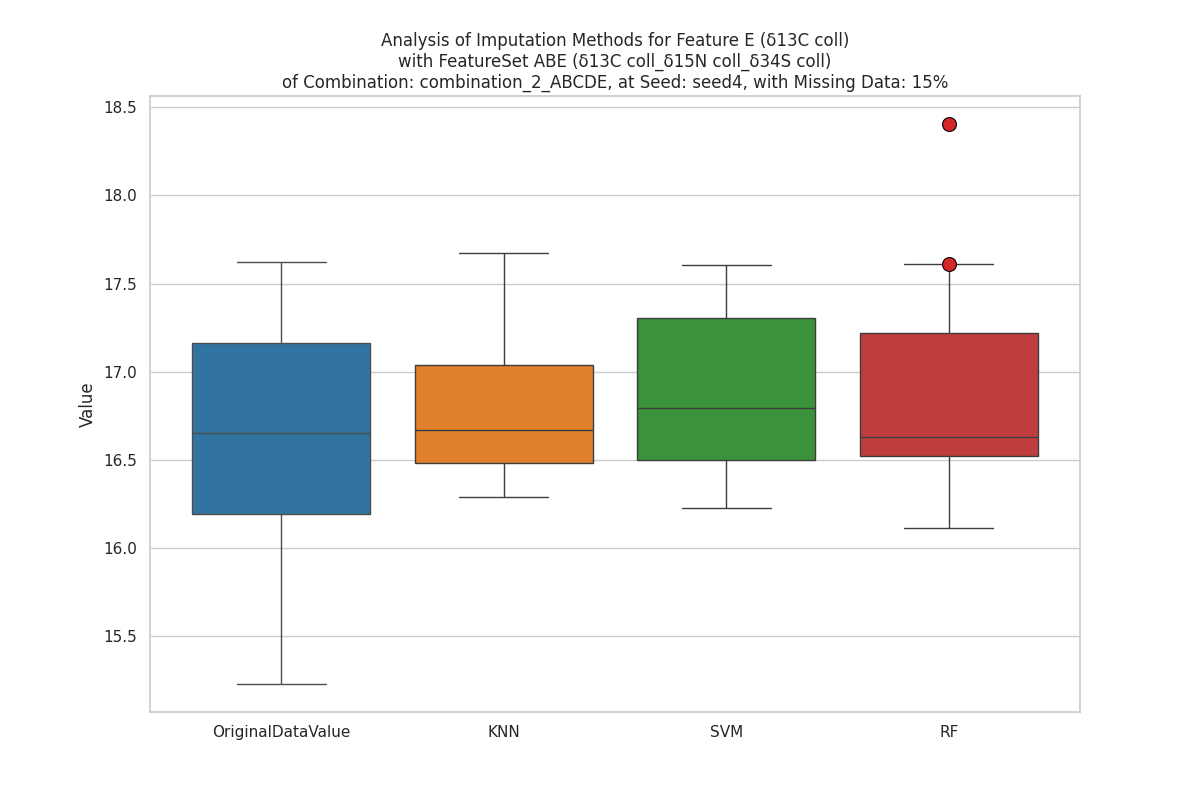 Analysis of Imputation Methods for Feature E (δ13C coll)
with FeatureSet ABE (δ13C coll_δ15N coll_δ34S coll)
of Combination: combination_2_ABCDE, at Seed: seed4, with Missing Data: 15%
18.5
18.0
17.5
17.0
16.5
16.0
15.5
Value
OriginalDataValue
KNN
SVM
RF